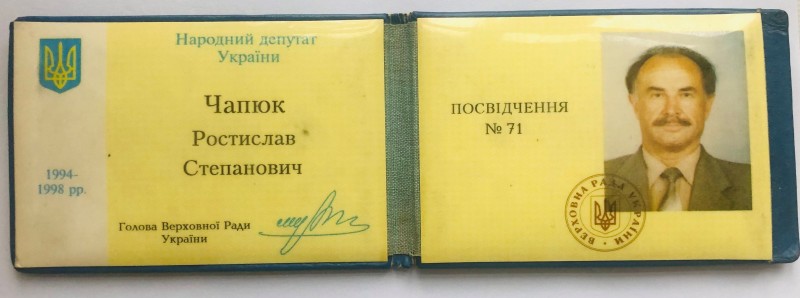 Народний депутат
України
Чапюк
Ростислав
Степанович
1994-
1998 рр.
Голова Верховної Ради
України
ПОСВІДЧЕННЯ
№ 71
ВЕРХОВНА РАДА УКРАЇНИ